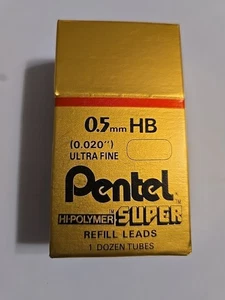 0.5mm HB
(0.020")
ULTRA FINE
Pentel
HI-POLYMER SUPER
REFILL LEADS
1 DOZEN TUBES